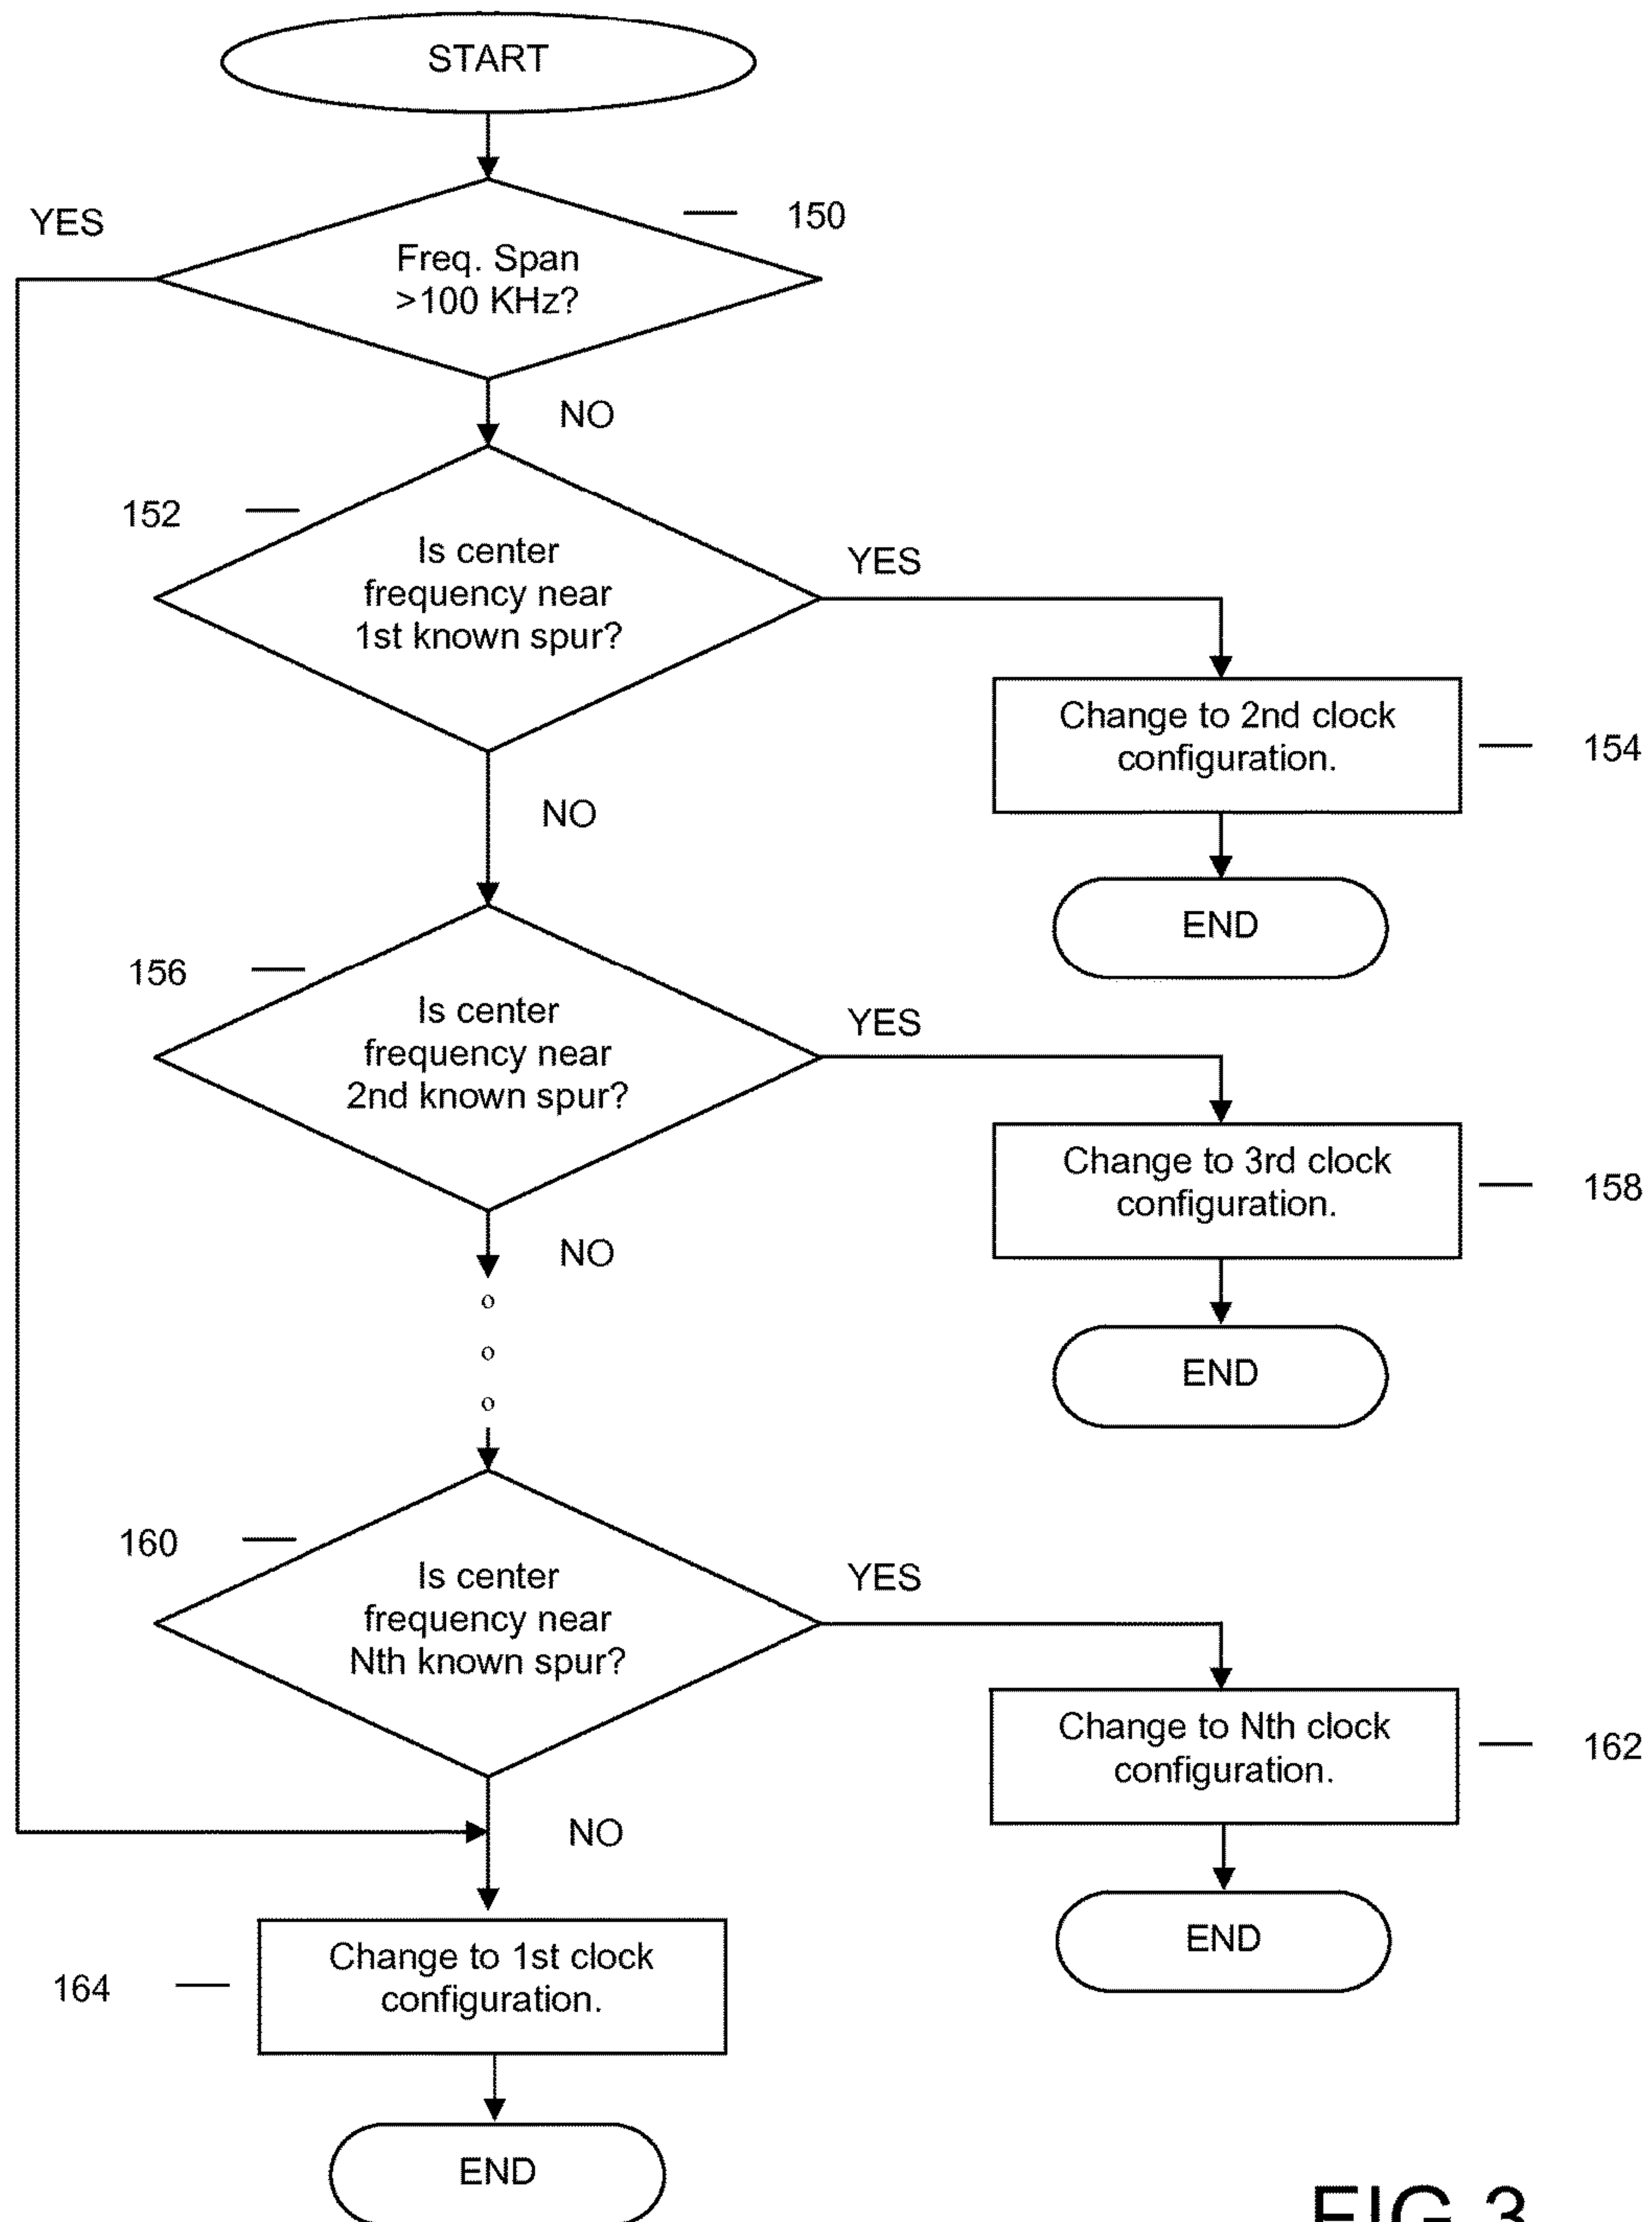 START
YES
150
Freq. Span
>100 KHz?
NO
152
Is center
frequency near
1st known spur?
YES
Change to 2nd clock
configuration.
154
NO
END
156
Is center
frequency near
2nd known spur?
YES
Change to 3rd clock
configuration.
158
NO
o
o
o
END
160
Is center
frequency near
Nth known spur?
YES
Change to Nth clock
configuration.
162
NO
END
164
Change to 1st clock
configuration.
END
FIG 3